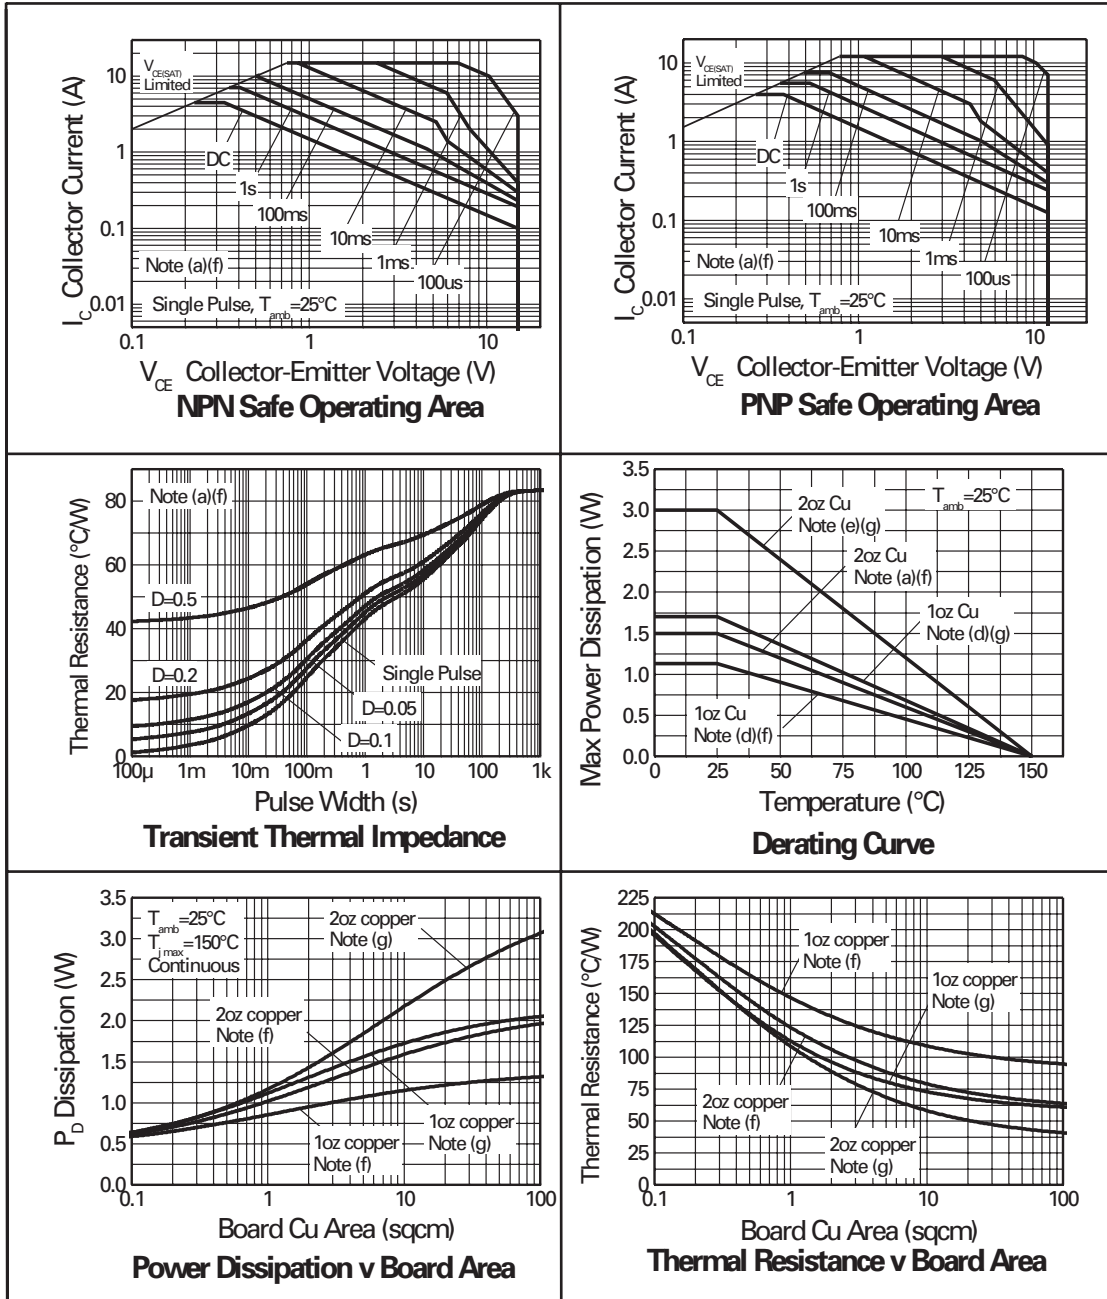 10
1
0.1
0.01
I_C Collector Current (A)
V_CE(SAT)
Limited
DC
1s
100ms
10ms
1ms
100us
Note (a)(f)
Single Pulse, T_amb=25°C
0.1
1
10
V_CE Collector-Emitter Voltage (V)
NPN Safe Operating Area
10
1
0.1
0.01
I_C Collector Current (A)
V_CE(SAT)
Limited
DC
1s
100ms
10ms
1ms
100us
Note (a)(f)
Single Pulse, T_amb=25°C
0.1
1
10
V_CE Collector-Emitter Voltage (V)
PNP Safe Operating Area
80
60
40
20
0
Thermal Resistance (°C/W)
Note (a)(f)
D=0.5
D=0.2
Single Pulse
D=0.05
D=0.1
100µ
1m
10m
100m
1
10
100
1k
Pulse Width (s)
Transient Thermal Impedance
3.5
3.0
2.5
2.0
1.5
1.0
0.5
0.0
Max Power Dissipation (W)
T_amb=25°C
2oz Cu
Note (e)(g)
2oz Cu
Note (a)(f)
1oz Cu
Note (d)(g)
1oz Cu
Note (d)(f)
0
25
50
75
100
125
150
Temperature (°C)
Derating Curve
3.5
3.0
2.5
2.0
1.5
1.0
0.5
0.0
P_D Dissipation (W)
T_amb=25°C
T_j max=150°C
Continuous
2oz copper
Note (g)
2oz copper
Note (f)
1oz copper
Note (g)
1oz copper
Note (f)
0.1
1
10
100
Board Cu Area (sqcm)
Power Dissipation v Board Area
225
200
175
150
125
100
75
50
25
0
Thermal Resistance (°C/W)
1oz copper
Note (f)
1oz copper
Note (g)
2oz copper
Note (f)
2oz copper
Note (g)
0.1
1
10
100
Board Cu Area (sqcm)
Thermal Resistance v Board Area